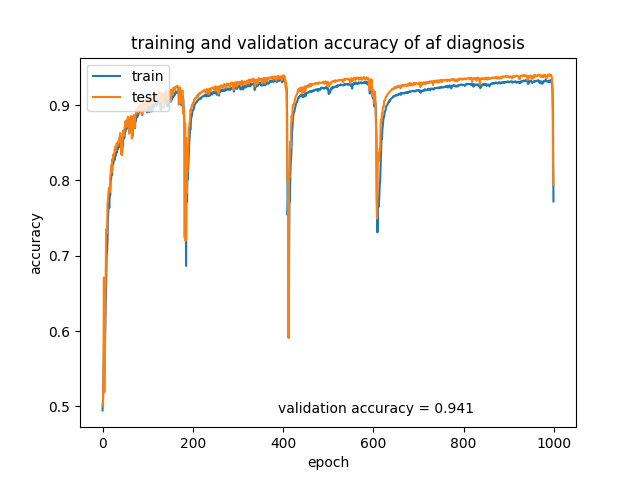 training and validation accuracy of af diagnosis
train
test
0.9
0.8
0.7
0.6
0.5
accuracy
validation accuracy = 0.941
0 200 400 600 800 1000
epoch